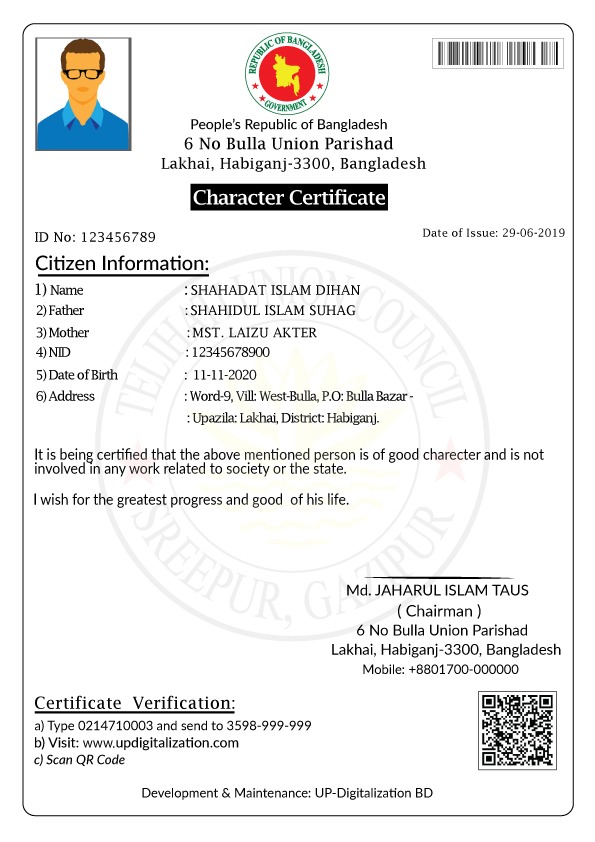 REPUBLIC OF BANGLADESH
GOVERNMENT
People's Republic of Bangladesh
6 No Bulla Union Parishad
Lakhai, Habiganj-3300, Bangladesh
Character Certificate
ID No: 123456789
Date of Issue: 29-06-2019
Citizen Information:
1) Name : SHAHADAT ISLAM DIHAN
2) Father : SHAHIDUL ISLAM SUHAG
3) Mother : MST. LAIZU AKTER
4) NID : 12345678900
5) Date of Birth : 11-11-2020
6) Address : Word-9, Vill: West-Bulla, P.O: Bulla Bazar -
: Upazila: Lakhai, District: Habiganj.
TELIHATI UNION COUNCIL
SREEPUR, GAZIPUR
It is being certified that the above mentioned person is of good charecter and is not
involved in any work related to society or the state.
I wish for the greatest progress and good of his life.
Md. JAHARUL ISLAM TAUS
( Chairman )
6 No Bulla Union Parishad
Lakhai, Habiganj-3300, Bangladesh
Mobile: +8801700-000000
Certificate Verification:
a) Type 0214710003 and send to 3598-999-999
b) Visit: www.updigitalization.com
c) Scan QR Code
Development & Maintenance: UP-Digitalization BD